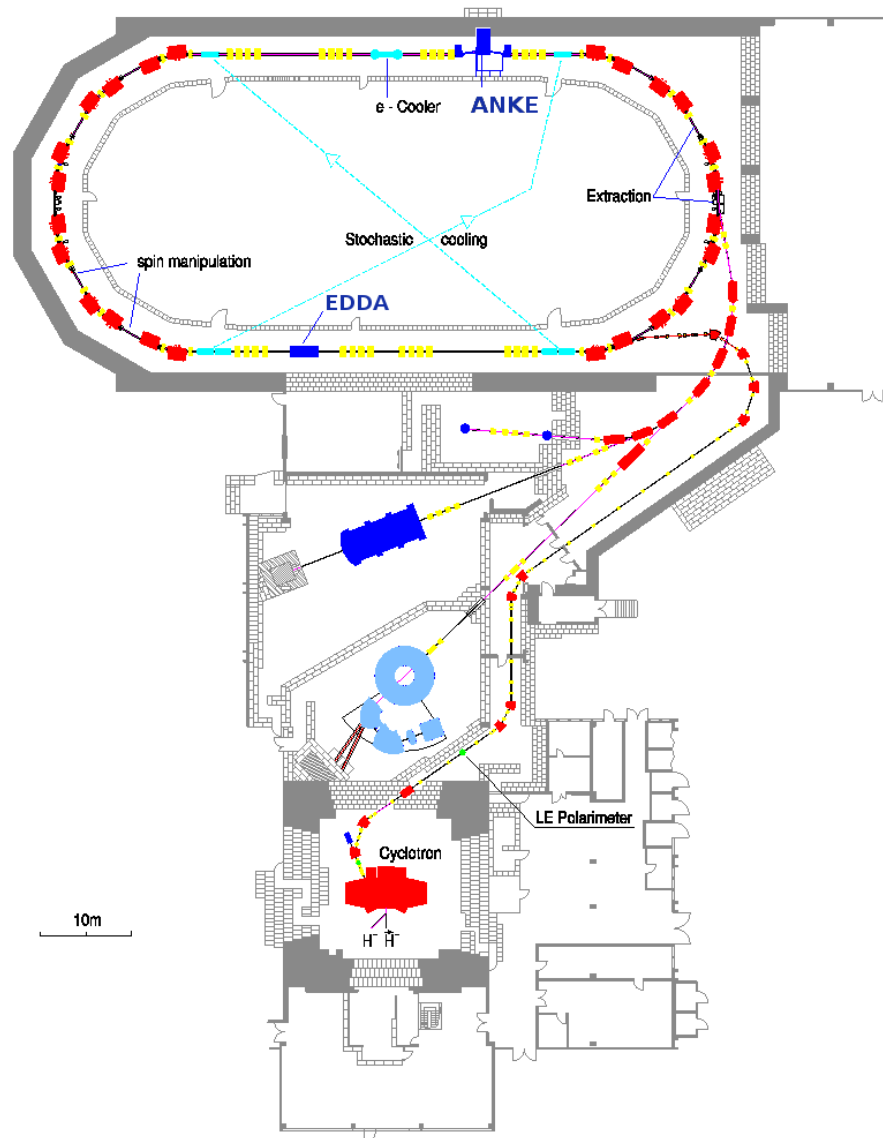 e - Cooler
ANKE
Extraction
Stochastic cooling
spin manipulation
EDDA
LE Polarimeter
Cyclotron
10m
H⁻ H⃗⁻